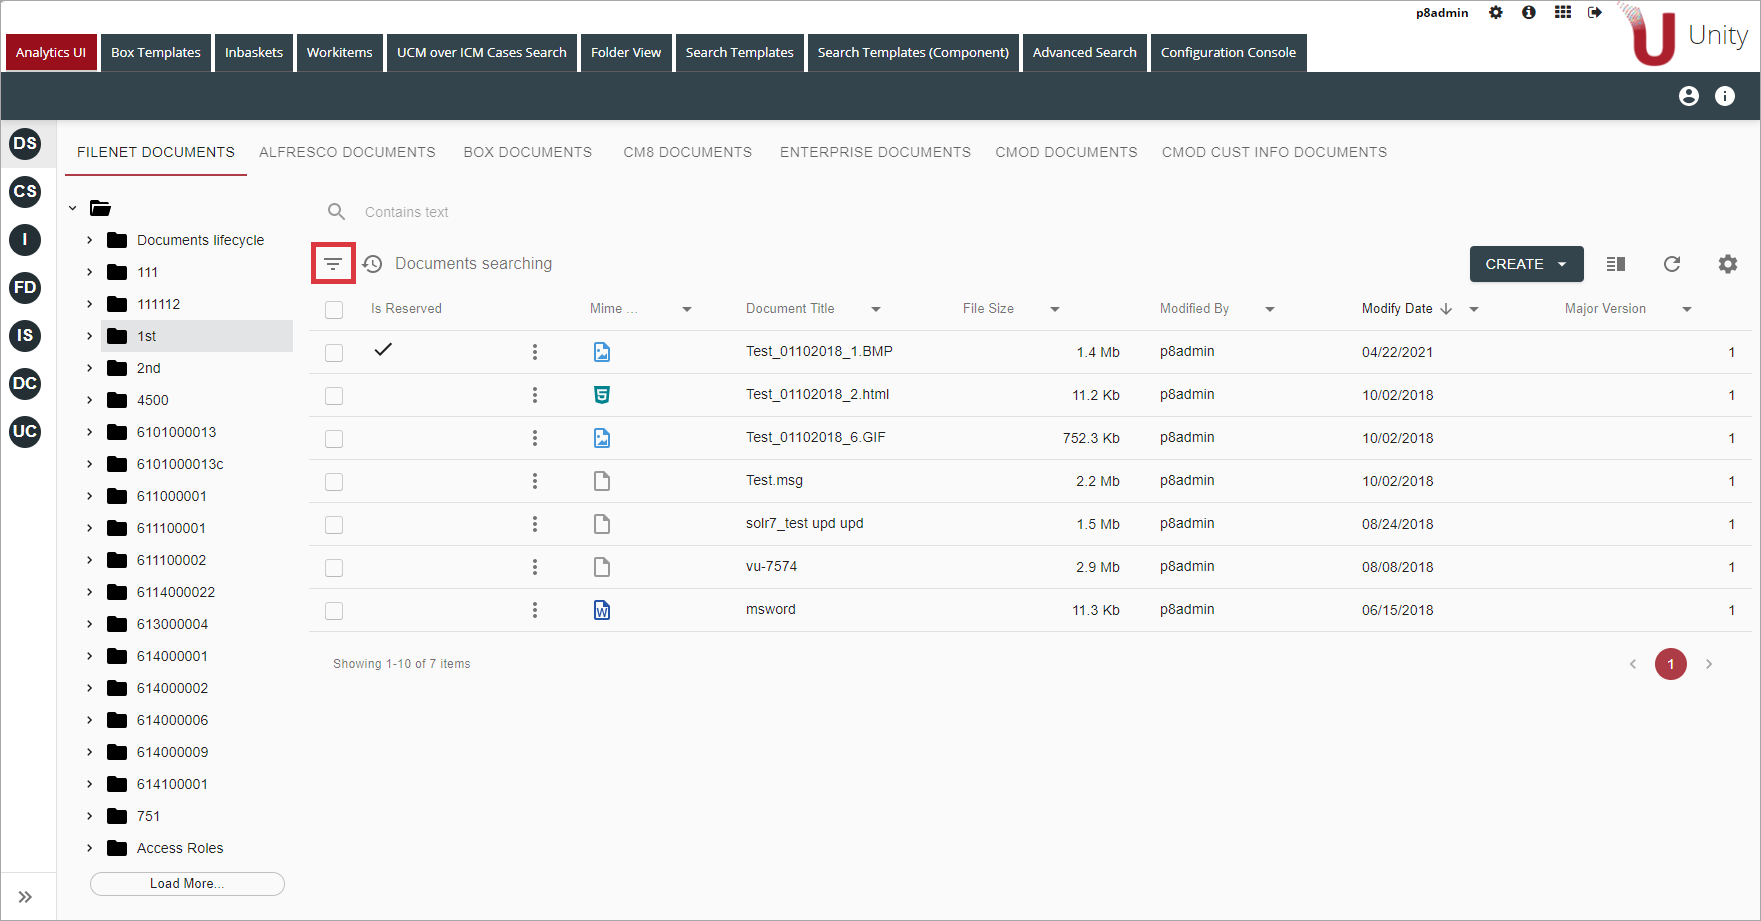 p8admin
Unity
Analytics UI Box Templates Inbaskets Workitems UCM over ICM Cases Search Folder View Search Templates Search Templates (Component) Advanced Search Configuration Console
DS
CS
I
FD
IS
DC
UC
FILENET DOCUMENTS ALFRESCO DOCUMENTS BOX DOCUMENTS CM8 DOCUMENTS ENTERPRISE DOCUMENTS CMOD DOCUMENTS CMOD CUST INFO DOCUMENTS
Documents lifecycle
111
111112
1st
2nd
4500
6101000013
6101000013c
611000001
611100001
611100002
6114000022
613000004
614000001
614000002
614000006
614000009
614100001
751
Access Roles
Load More...
Contains text
Documents searching
CREATE
Is Reserved Mime ... Document Title File Size Modified By Modify Date Major Version
Test_01102018_1.BMP 1.4 Mb p8admin 04/22/2021 1
Test_01102018_2.html 11.2 Kb p8admin 10/02/2018 1
Test_01102018_6.GIF 752.3 Kb p8admin 10/02/2018 1
Test.msg 2.2 Mb p8admin 10/02/2018 1
solr7_test upd upd 1.5 Mb p8admin 08/24/2018 1
vu-7574 2.9 Mb p8admin 08/08/2018 1
msword 11.3 Kb p8admin 06/15/2018 1
Showing 1-10 of 7 items
1